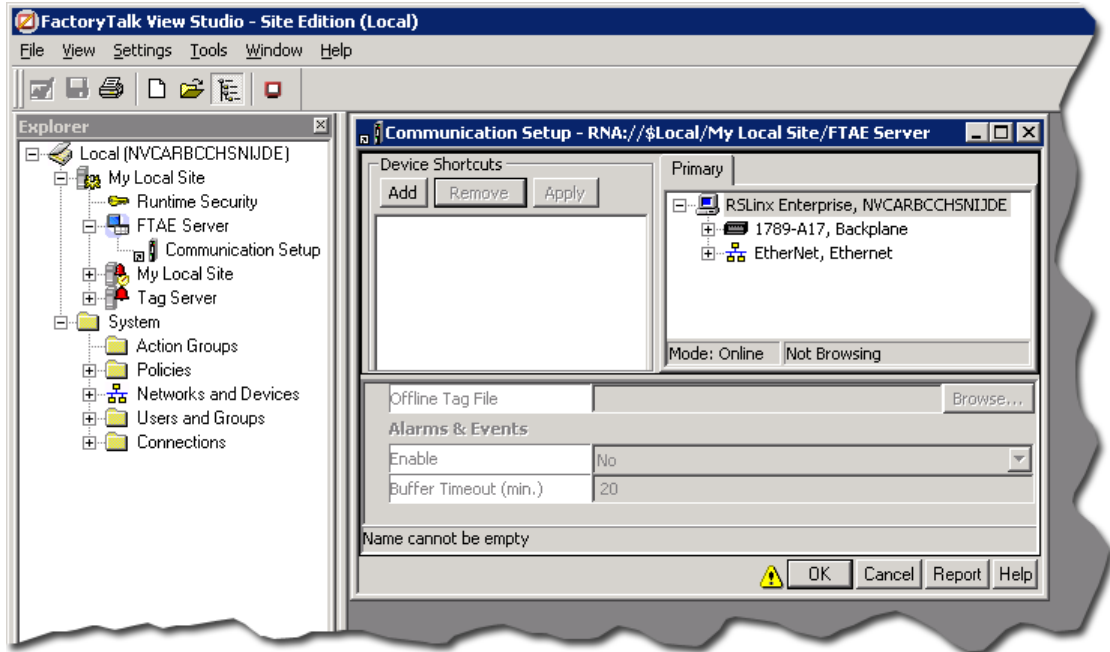 FactoryTalk View Studio - Site Edition (Local)
File View Settings Tools Window Help
Explorer
Local (NVCARBCCHSNIJDE)
My Local Site
Runtime Security
FTAE Server
Communication Setup
My Local Site
Tag Server
System
Action Groups
Policies
Networks and Devices
Users and Groups
Connections
Communication Setup - RNA://$Local/My Local Site/FTAE Server
Device Shortcuts
Add Remove Apply
Primary
RSLinx Enterprise, NVCARBCCHSNIJDE
1789-A17, Backplane
EtherNet, Ethernet
Mode: Online Not Browsing
Offline Tag File Browse...
Alarms & Events
Enable No
Buffer Timeout (min.) 20
Name cannot be empty
OK Cancel Report Help